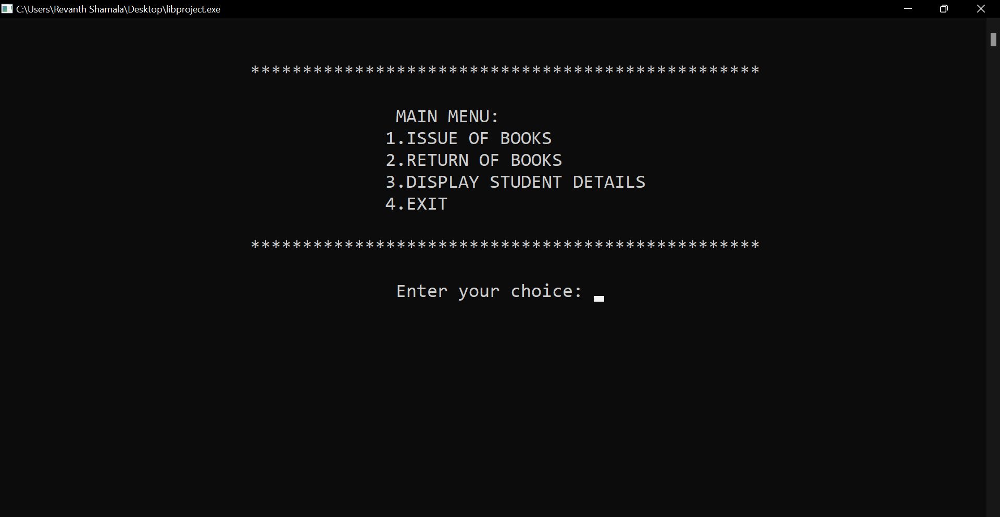 C:\Users\Revanth Shamala\Desktop\libproject.exe
*************************************************
MAIN MENU:
1.ISSUE OF BOOKS
2.RETURN OF BOOKS
3.DISPLAY STUDENT DETAILS
4.EXIT
*************************************************
Enter your choice: _